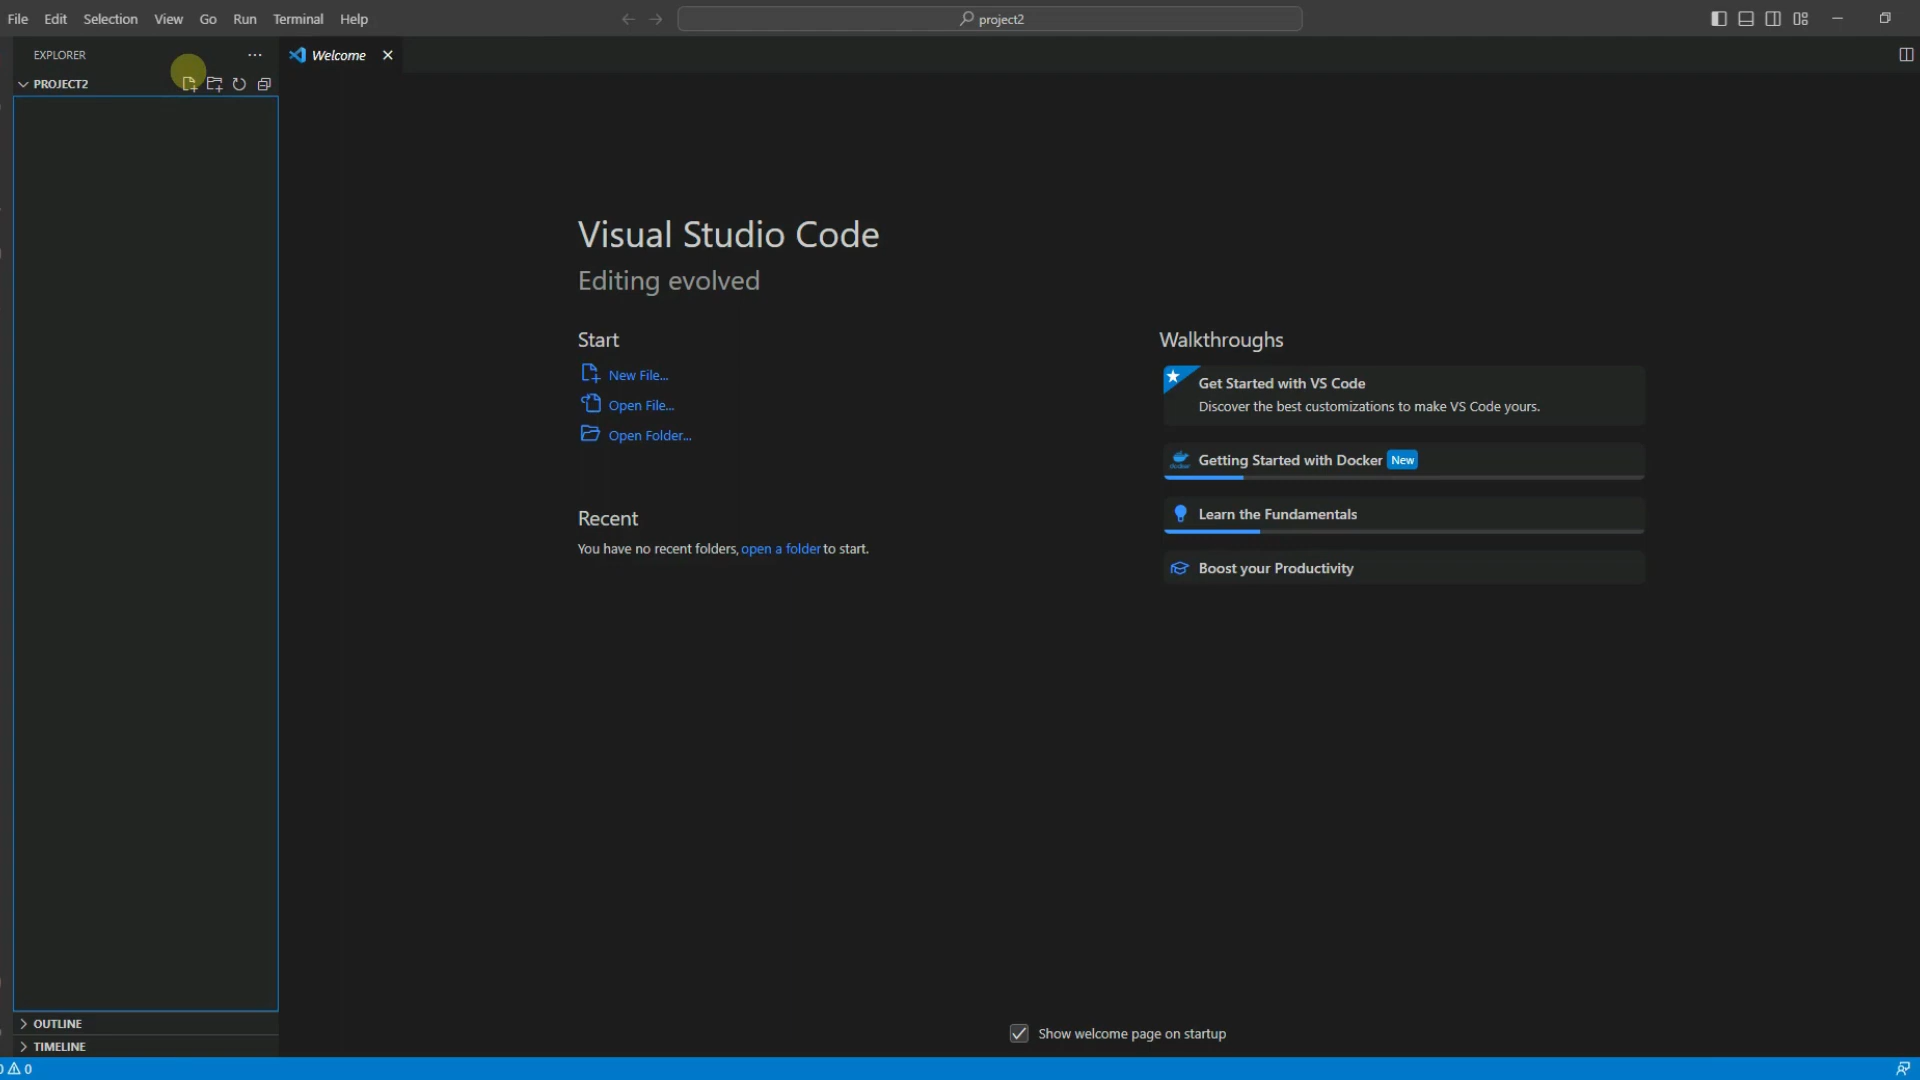 File Edit Selection View Go Run Terminal Help
project2
EXPLORER
Welcome
PROJECT2
Visual Studio Code
Editing evolved
Start
New File...
Open File...
Open Folder...
Recent
You have no recent folders, open a folder to start.
Walkthroughs
Get Started with VS Code
Discover the best customizations to make VS Code yours.
Getting Started with Docker New
Learn the Fundamentals
Boost your Productivity
OUTLINE
TIMELINE
Show welcome page on startup
0